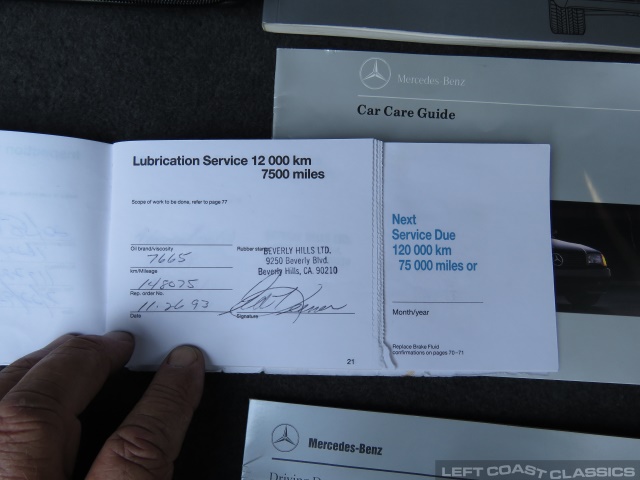 Mercedes-Benz
Car Care Guide
Lubrication Service 12 000 km
7500 miles
Scope of work to be done, refer to page 77
Oil brand/viscosity
7665
km/Mileage
148075
Rep. order No.
11-26 93
Date
Rubber stamp
BEVERLY HILLS LTD.
9250 Beverly Blvd.
Beverly Hills, CA. 90210
Signature
21
Next
Service Due
120 000 km
75 000 miles or
Month/year
Replace Brake Fluid
confirmations on pages 70–71
Mercedes-Benz
LEFT COAST CLASSICS